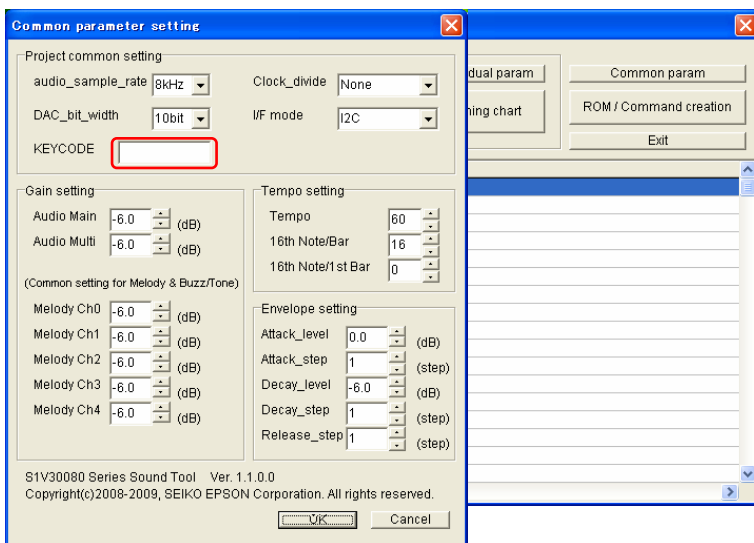 Common parameter setting
Project common setting
audio_sample_rate 8kHz Clock_divide None
DAC_bit_width 10bit I/F mode I2C
KEYCODE
Gain setting
Audio Main -6.0 (dB)
Audio Multi -6.0 (dB)
(Common setting for Melody & Buzz/Tone)
Melody Ch0 -6.0 (dB)
Melody Ch1 -6.0 (dB)
Melody Ch2 -6.0 (dB)
Melody Ch3 -6.0 (dB)
Melody Ch4 -6.0 (dB)
Tempo setting
Tempo 60
16th Note/Bar 16
16th Note/1st Bar 0
Envelope setting
Attack_level 0.0 (dB)
Attack_step 1 (step)
Decay_level -6.0 (dB)
Decay_step 1 (step)
Release_step 1 (step)
S1V30080 Series Sound Tool Ver. 1.1.0.0
Copyright(c)2008-2009, SEIKO EPSON Corporation. All rights reserved.
OK Cancel
dual param Common param
ning chart ROM / Command creation
Exit